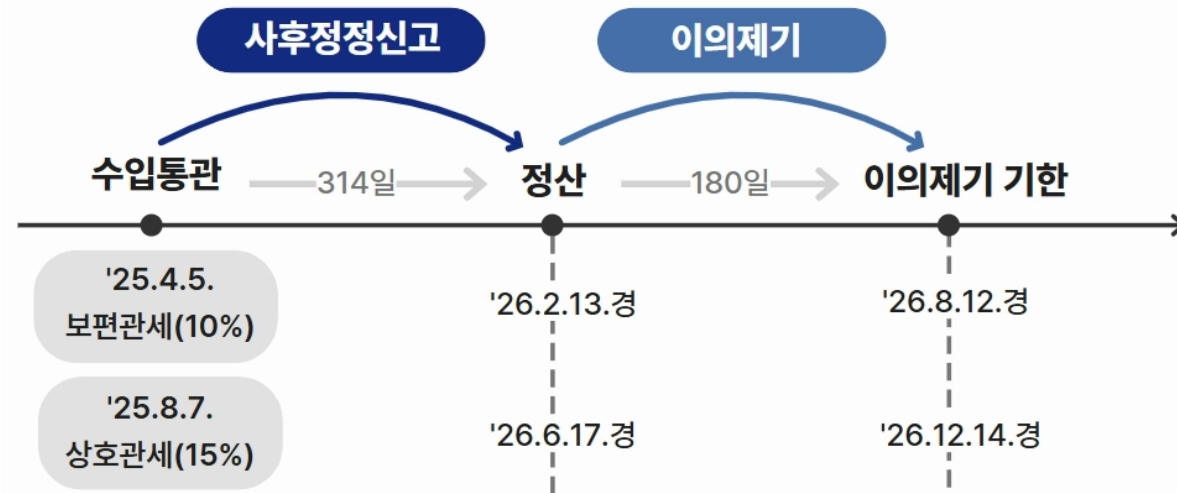 사후정정신고
이의제기
수입통관
314일
정산
180일
이의제기 기한
'25.4.5.
보편관세(10%)
'26.2.13.경
'26.8.12.경
'25.8.7.
상호관세(15%)
'26.6.17.경
'26.12.14.경